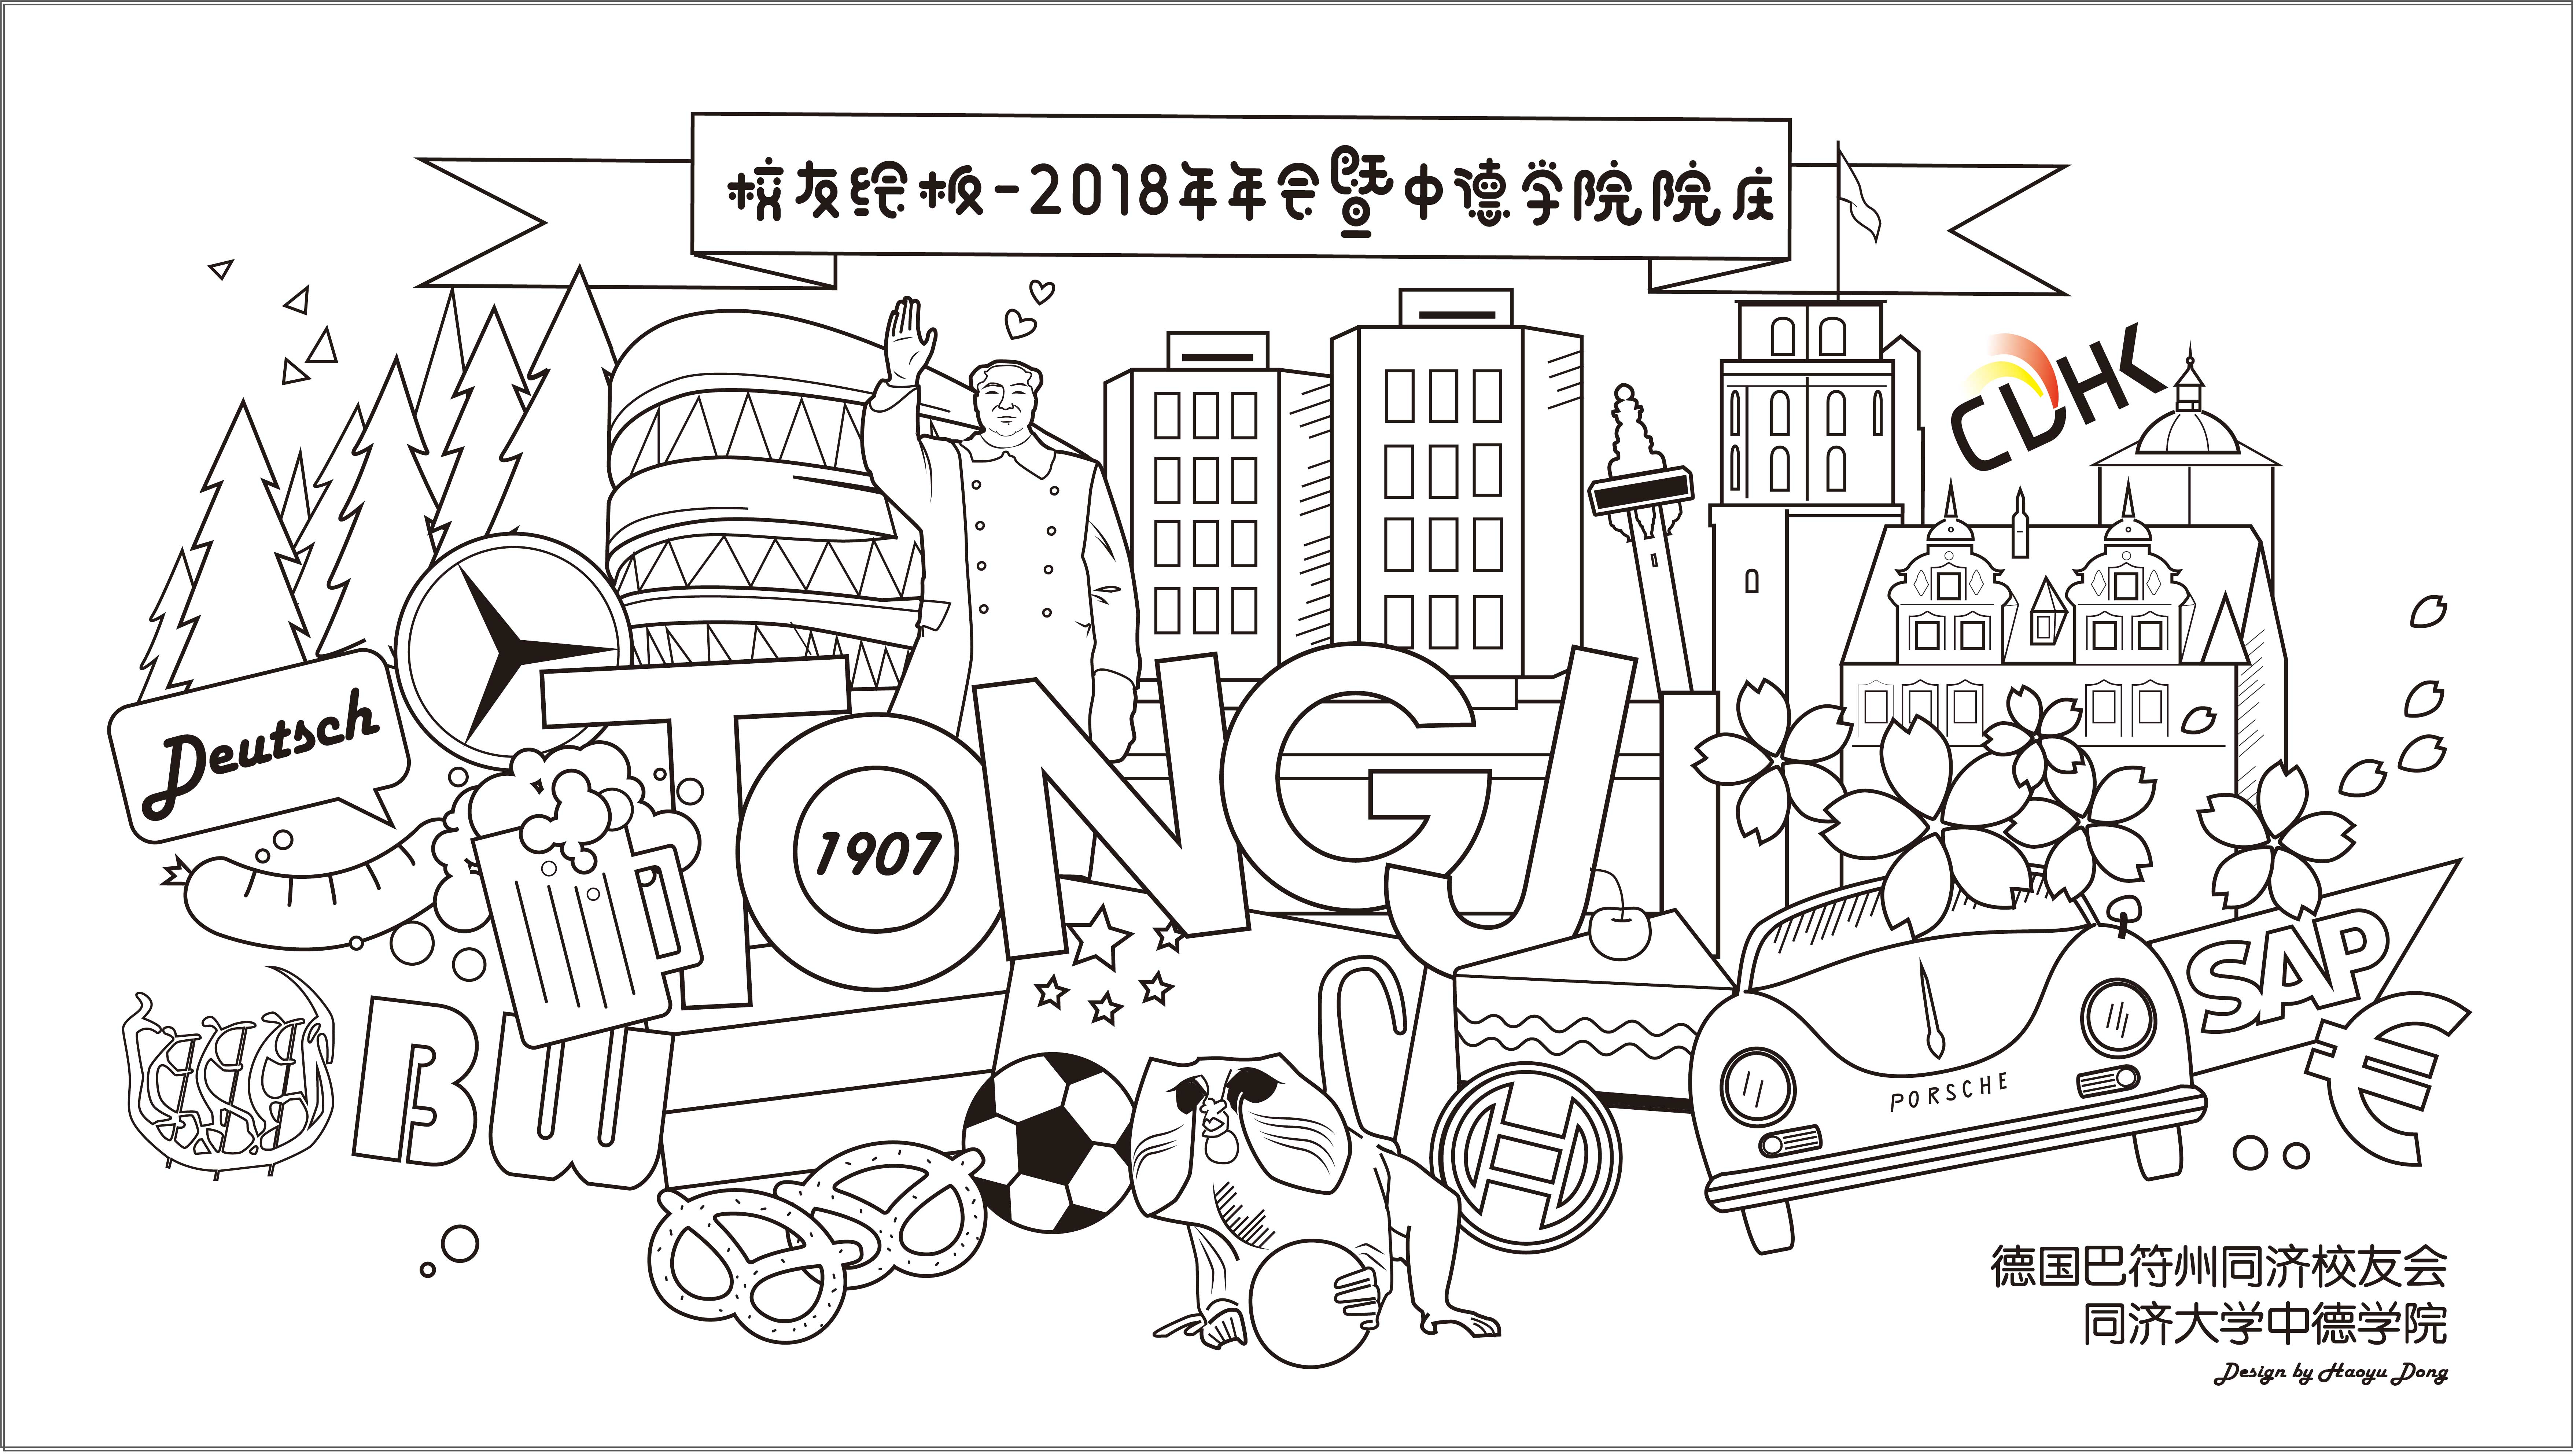 校友绘板-2018年年会暨中德学院院庆
CDHK
Deutsch
TONGJI
1907
BW
SAP
€
PORSCHE
德国巴符州同济校友会
同济大学中德学院
Design by Haoyu Dong